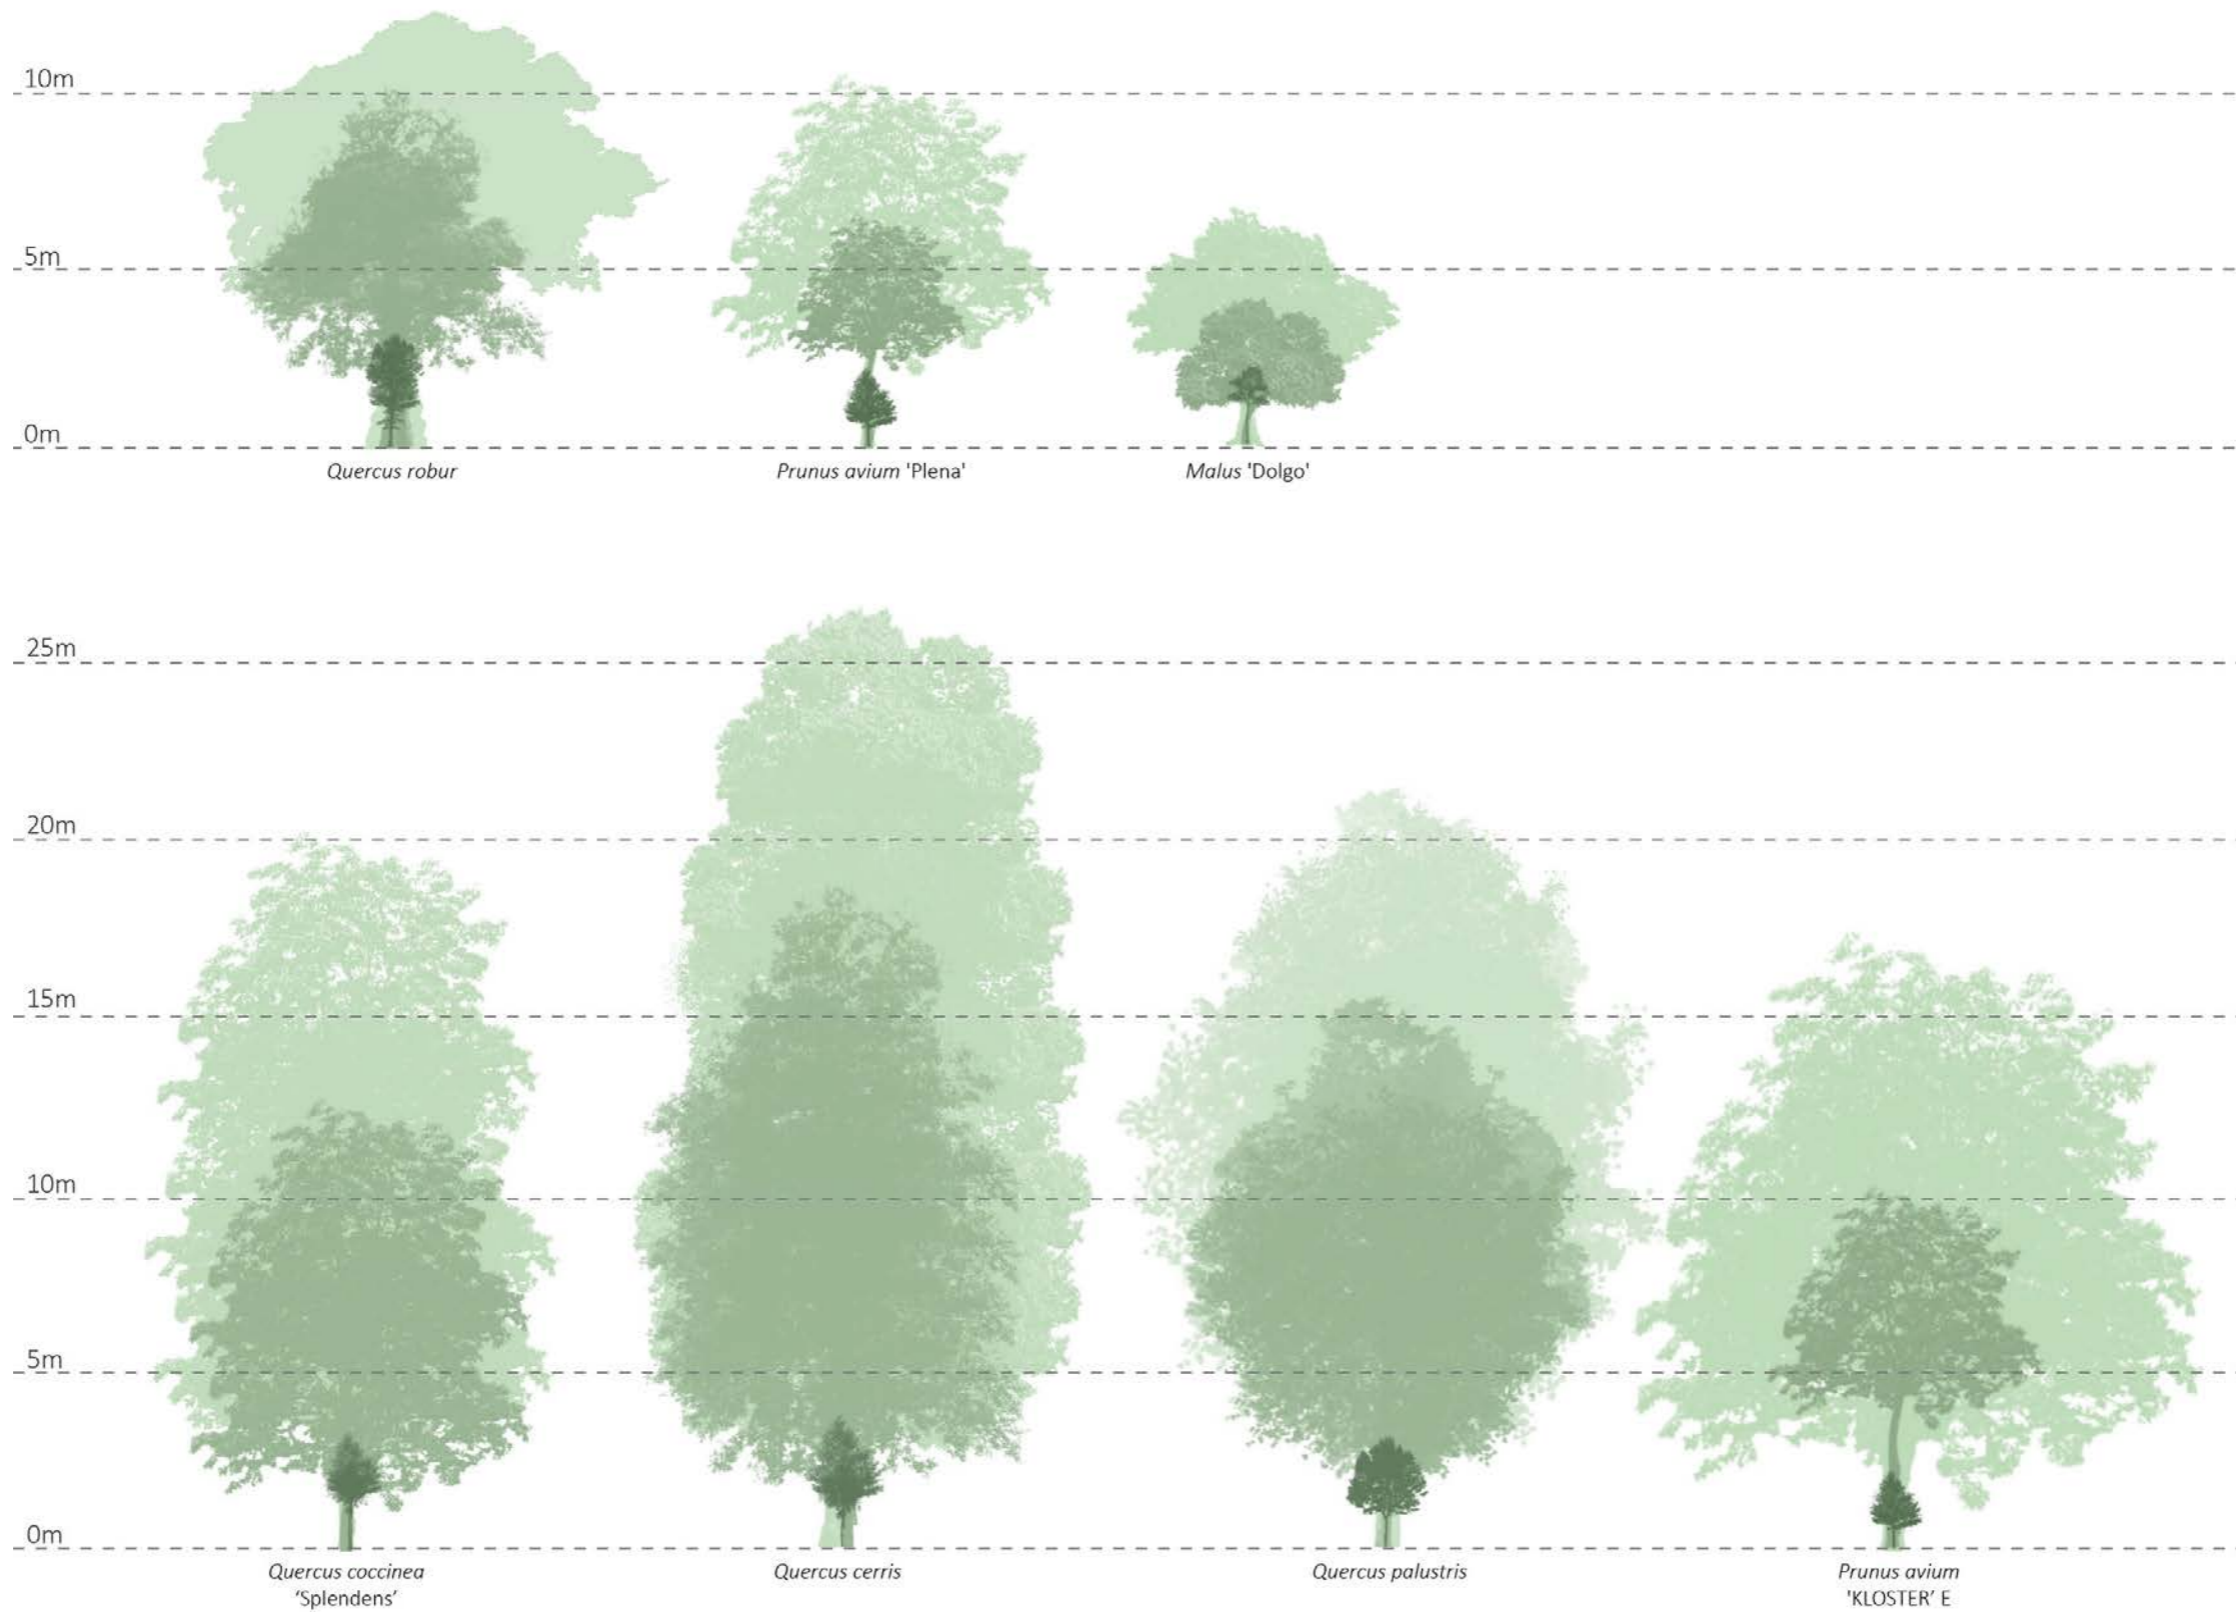 10m
5m
0m
Quercus robur
Prunus avium 'Plena'
Malus 'Dolgo'
25m
20m
15m
10m
5m
0m
Quercus coccinea
‘Splendens’
Quercus cerris
Quercus palustris
Prunus avium
'KLOSTER’ E